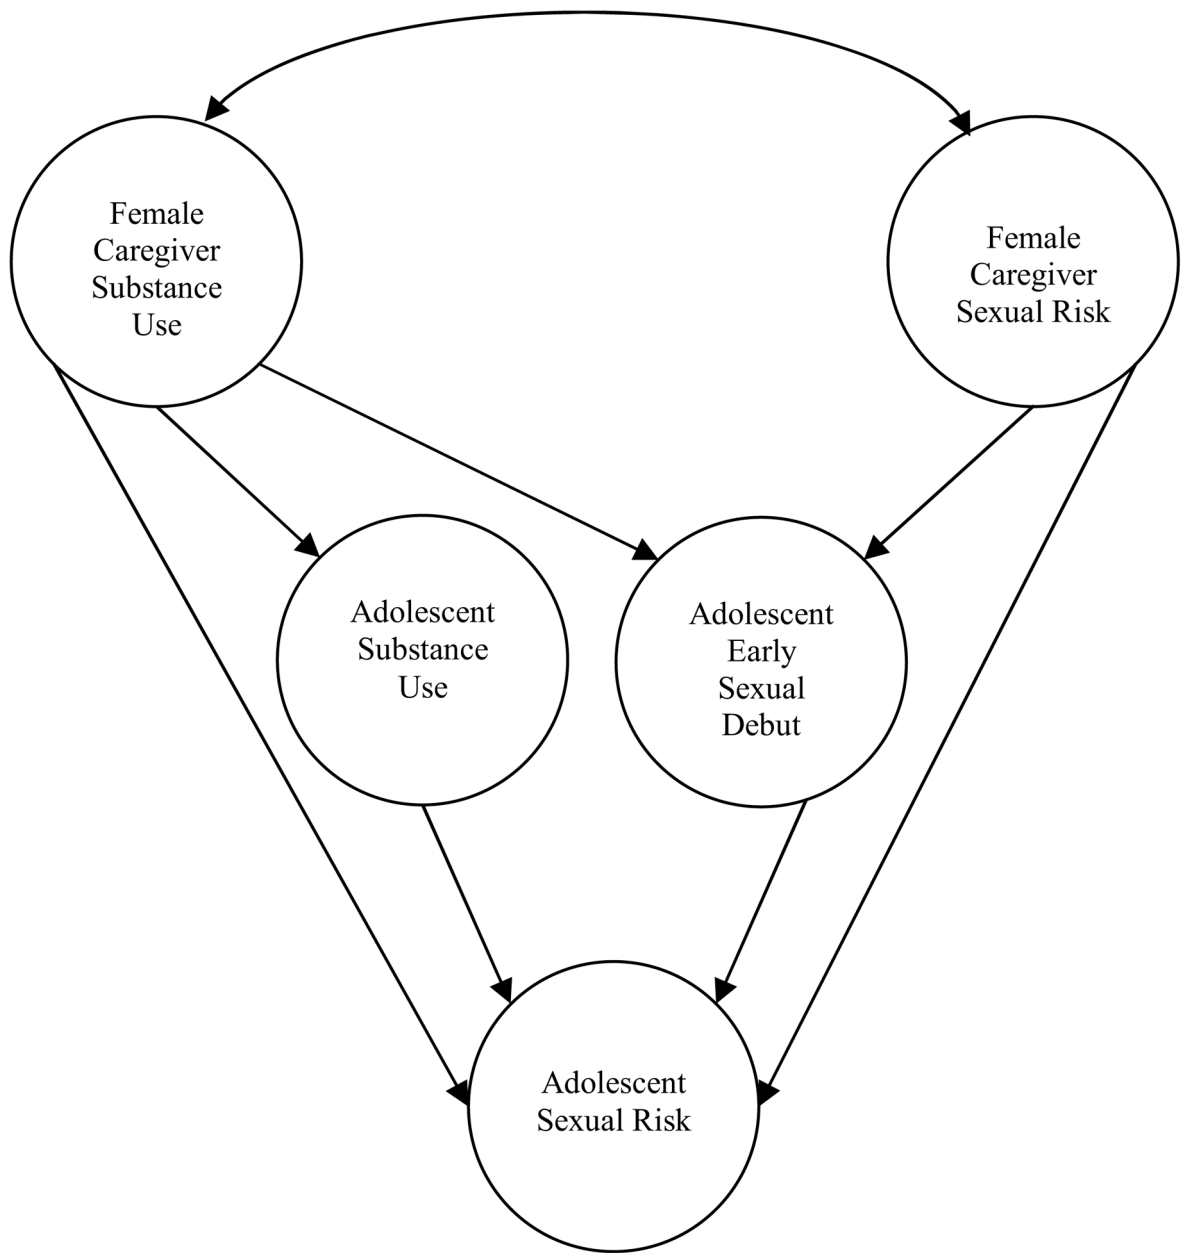 Female
Caregiver
Substance
Use
Female
Caregiver
Sexual Risk
Adolescent
Substance
Use
Adolescent
Early
Sexual
Debut
Adolescent
Sexual Risk